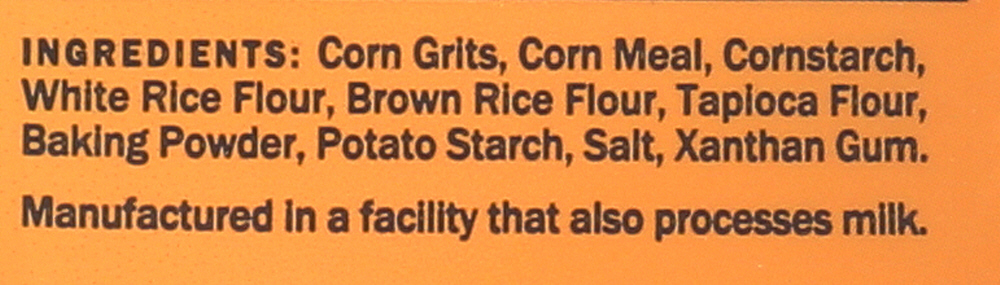 INGREDIENTS: Corn Grits, Corn Meal, Cornstarch,
White Rice Flour, Brown Rice Flour, Tapioca Flour,
Baking Powder, Potato Starch, Salt, Xanthan Gum.
Manufactured in a facility that also processes milk.